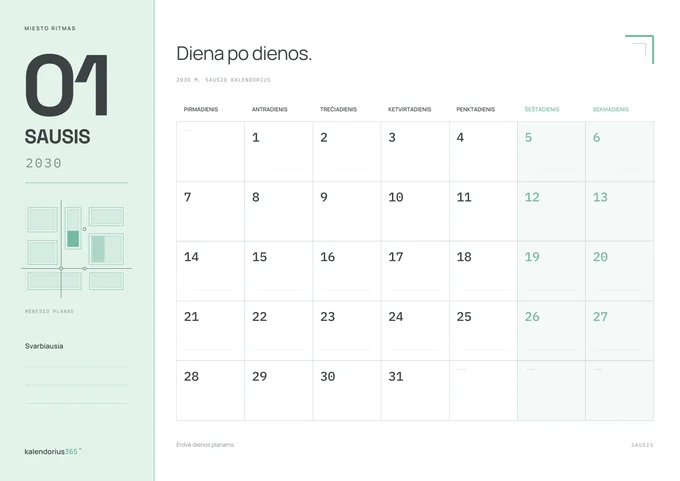 MIESTO RITMAS
01
SAUSIS
2030
MĖNESIO PLANAS
Svarbiausia
kalendorius365™
Diena po dienos.
2030 M. SAUSIO KALENDORIUS
PIRMADIENIS ANTRADIENIS TREČIADIENIS KETVIRTADIENIS PENKTADIENIS ŠEŠTADIENIS SEKMADIENIS
1 2 3 4 5 6
7 8 9 10 11 12 13
14 15 16 17 18 19 20
21 22 23 24 25 26 27
28 29 30 31
Erdvė dienos planams.
SAUSIS